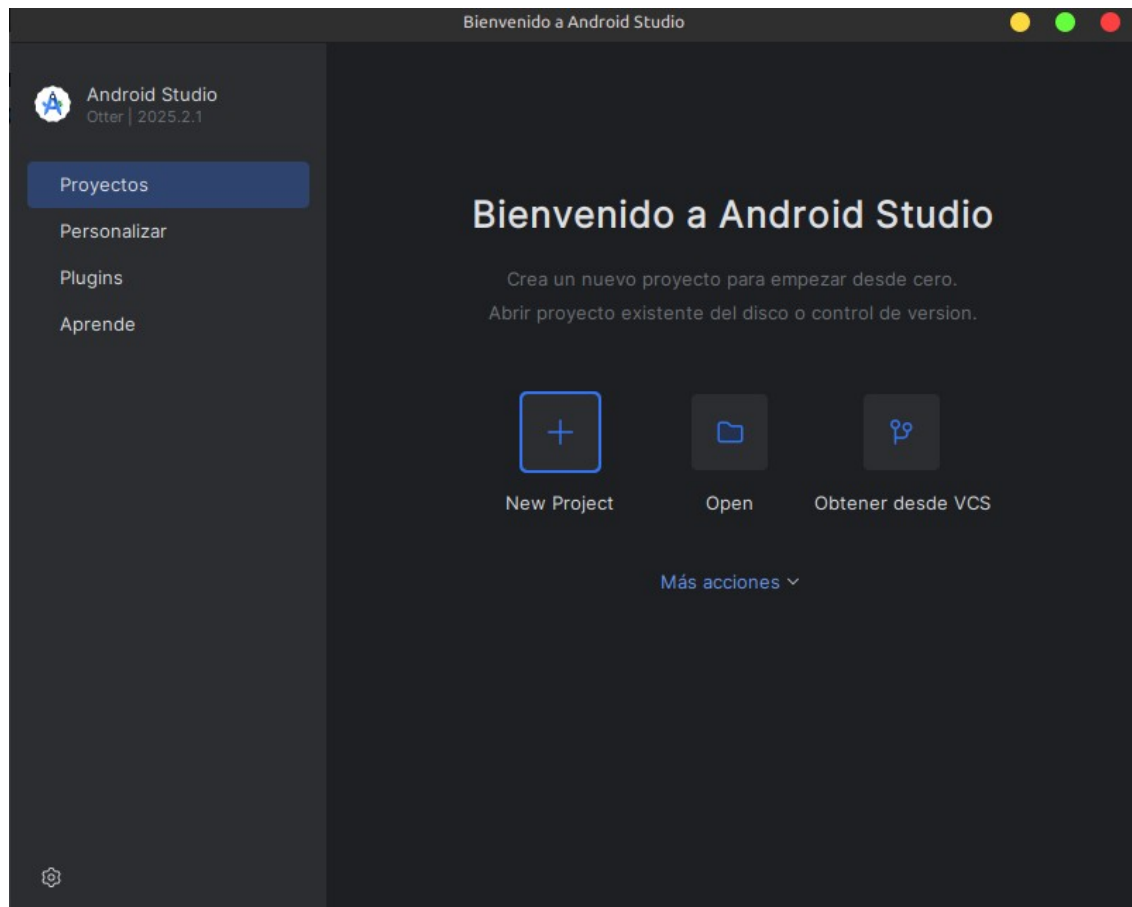 Bienvenido a Android Studio
Android Studio
Otter | 2025.2.1
Proyectos
Personalizar
Plugins
Aprende
Bienvenido a Android Studio
Crea un nuevo proyecto para empezar desde cero.
Abrir proyecto existente del disco o control de version.
New Project
Open
Obtener desde VCS
Más acciones